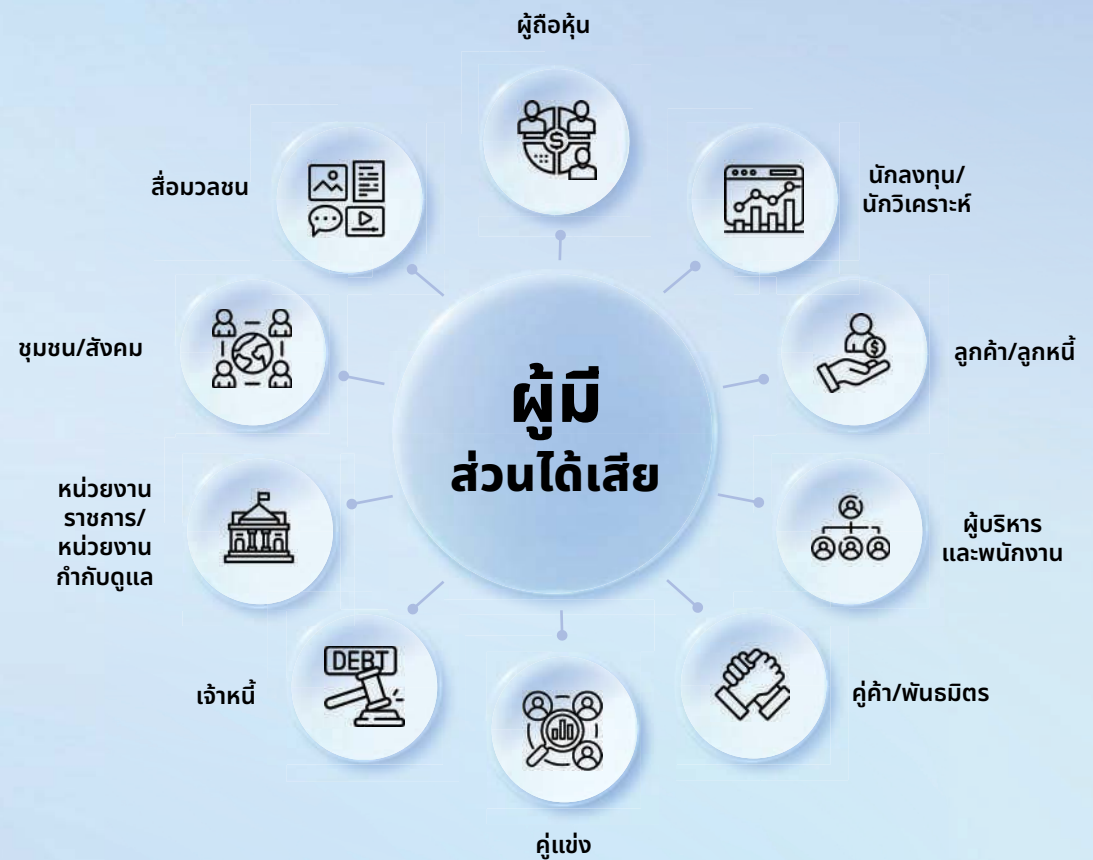 ผู้ถือหุ้น
นักลงทุน/
นักวิเคราะห์
ลูกค้า/ลูกหนี้
ผู้บริหาร
และพนักงาน
คู่ค้า/พันธมิตร
คู่แข่ง
DEBT
เจ้าหนี้
หน่วยงาน
ราชการ/
หน่วยงาน
กำกับดูแล
ชุมชน/สังคม
สื่อมวลชน
ผู้มี
ส่วนได้เสีย